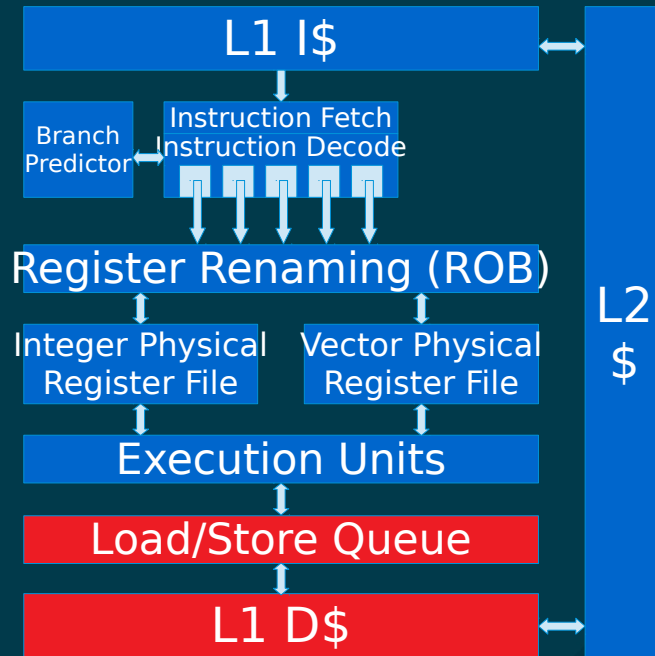 L1 I$
Instruction Fetch
Branch
Predictor
Instruction Decode
Register Renaming (ROB)
Integer Physical
Register File
Vector Physical
Register File
L2
$
Execution Units
Load/Store Queue
L1 D$